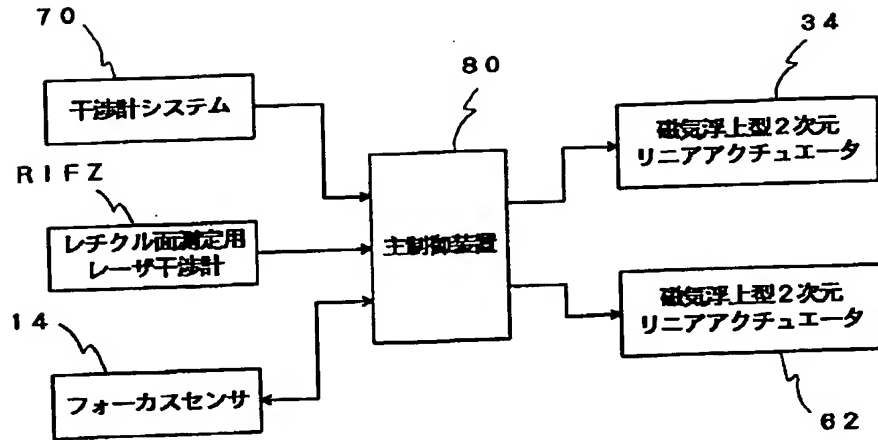 ７０
干渉計システム
ＲＩＦＺ
レチクル面測定用
レーザ干渉計
１４
フォーカスセンサ
８０
主制御装置
３４
磁気浮上型２次元
リニアアクチュエータ
磁気浮上型２次元
リニアアクチュエータ
６２